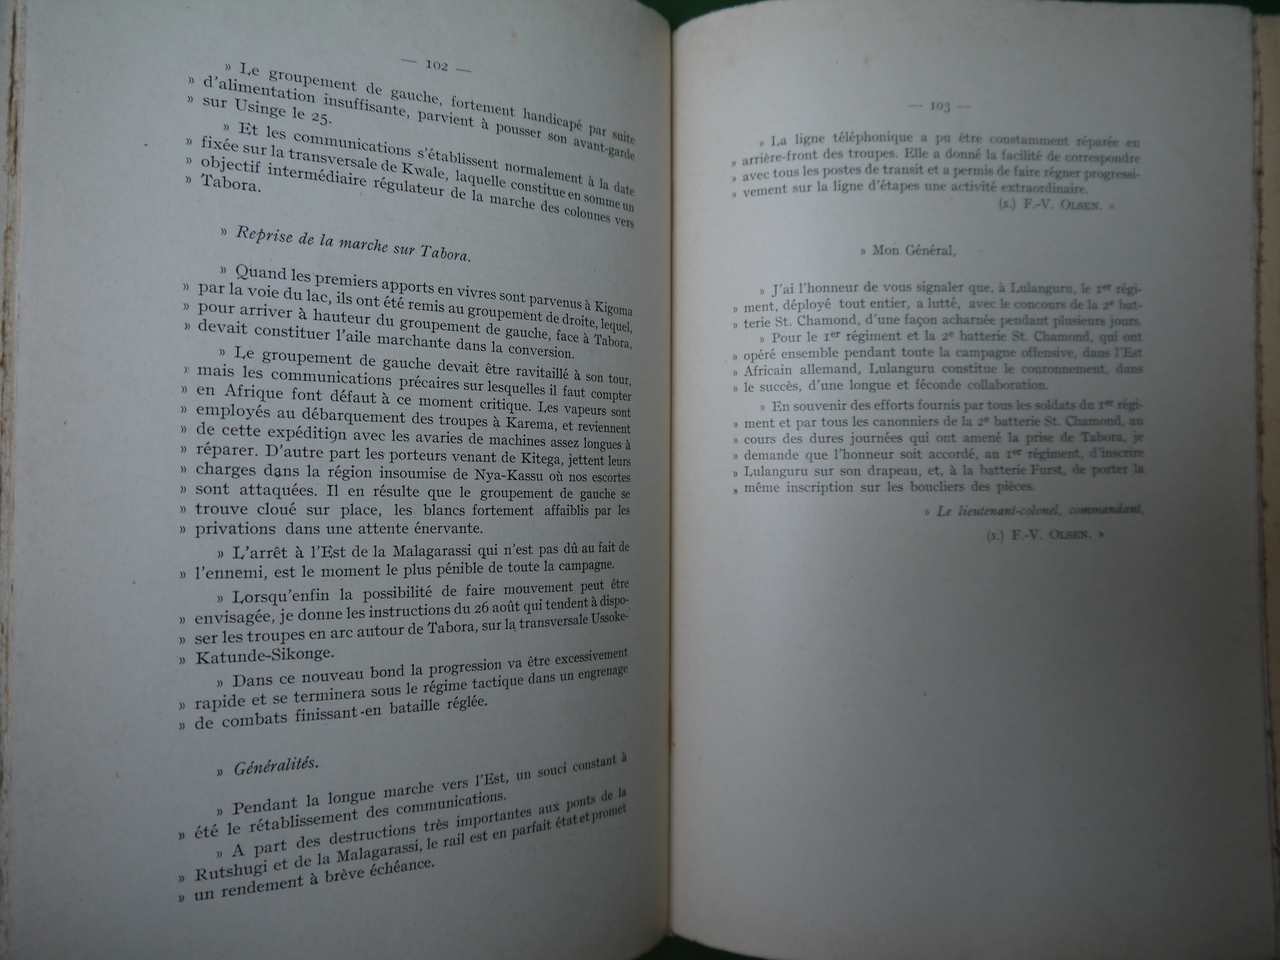 — 102 —
» Le groupement de gauche, fortement handicapé par suite
» d'alimentation insuffisante, parvient à pousser son avant-garde
» sur Usinge le 25.
» Et les communications s'établissent normalement à la date
» fixée sur la transversale de Kwale, laquelle constitue en somme un
» objectif intermédiaire régulateur de la marche des colonnes vers
» Tabora.
» Reprise de la marche sur Tabora.
» Quand les premiers apports en vivres sont parvenus à Kigoma
» par la voie du lac, ils ont été remis au groupement de droite, lequel,
» pour arriver à hauteur du groupement de gauche, face à Tabora,
» devait constituer l'aile marchante dans la conversion.
» Le groupement de gauche devait être ravitaillé à son tour,
» mais les communications précaires sur lesquelles il faut compter
» en Afrique font défaut à ce moment critique. Les vapeurs sont
» employés au débarquement des troupes à Karema, et reviennent
» de cette expédition avec les avaries de machines assez longues à
» réparer. D'autre part les porteurs venant de Kitega, jettent leurs
» charges dans la région insoumise de Nya-Kassu où nos escortes
» sont attaquées. Il en résulte que le groupement de gauche se
» trouve cloué sur place, les blancs fortement affaiblis par les
» privations dans une attente énervante.
» L'arrêt à l'Est de la Malagarassi qui n'est pas dû au fait de
» l'ennemi, est le moment le plus pénible de toute la campagne.
» Lorsqu'enfin la possibilité de faire mouvement peut être
» envisagée, je donne les instructions du 26 août qui tendent à dispo-
» ser les troupes en arc autour de Tabora, sur la transversale Ussoke-
» Katunde-Sikonge.
» Dans ce nouveau bond la progression va être excessivement
» rapide et se terminera sous le régime tactique dans un engrenage
» de combats finissant-en bataille réglée.
» Généralités.
» Pendant la longue marche vers l'Est, un souci constant à
» été le rétablissement des communications.
» A part des destructions très importantes aux ponts de la
» Rutshugi et de la Malagarassi, le rail est en parfait état et promet
» un rendement à brève échéance.
— 103 —
» La ligne téléphonique a pu être constamment réparée en
» arrière-front des troupes. Elle a donné la facilité de correspondre
» avec tous les postes de transit et a permis de faire régner progressi-
» vement sur la ligne d'étapes une activité extraordinaire.
(s.) F.-V. OLSEN. »
» Mon Général,
» J'ai l'honneur de vous signaler que, à Lulanguru, le 1er régi-
» ment, déployé tout entier, a lutté, avec le concours de la 2e bat-
» terie St. Chamond, d'une façon acharnée pendant plusieurs jours.
» Pour le 1er régiment et la 2e batterie St. Chamond, qui ont
» opéré ensemble pendant toute la campagne offensive, dans l'Est
» Africain allemand, Lulanguru constitue le couronnement, dans
» le succès, d'une longue et féconde collaboration.
» En souvenir des efforts fournis par tous les soldats du 1er régi-
» ment et par tous les canonniers de la 2e batterie St. Chamond, au
» cours des dures journées qui ont amené la prise de Tabora, je
» demande que l'honneur soit accordé, au 1er régiment, d'inscrire
» Lulanguru sur son drapeau, et, à la batterie Furst, de porter la
» même inscription sur les boucliers des pièces.
» Le lieutenant-colonel, commandant,
(s.) F.-V. OLSEN. »